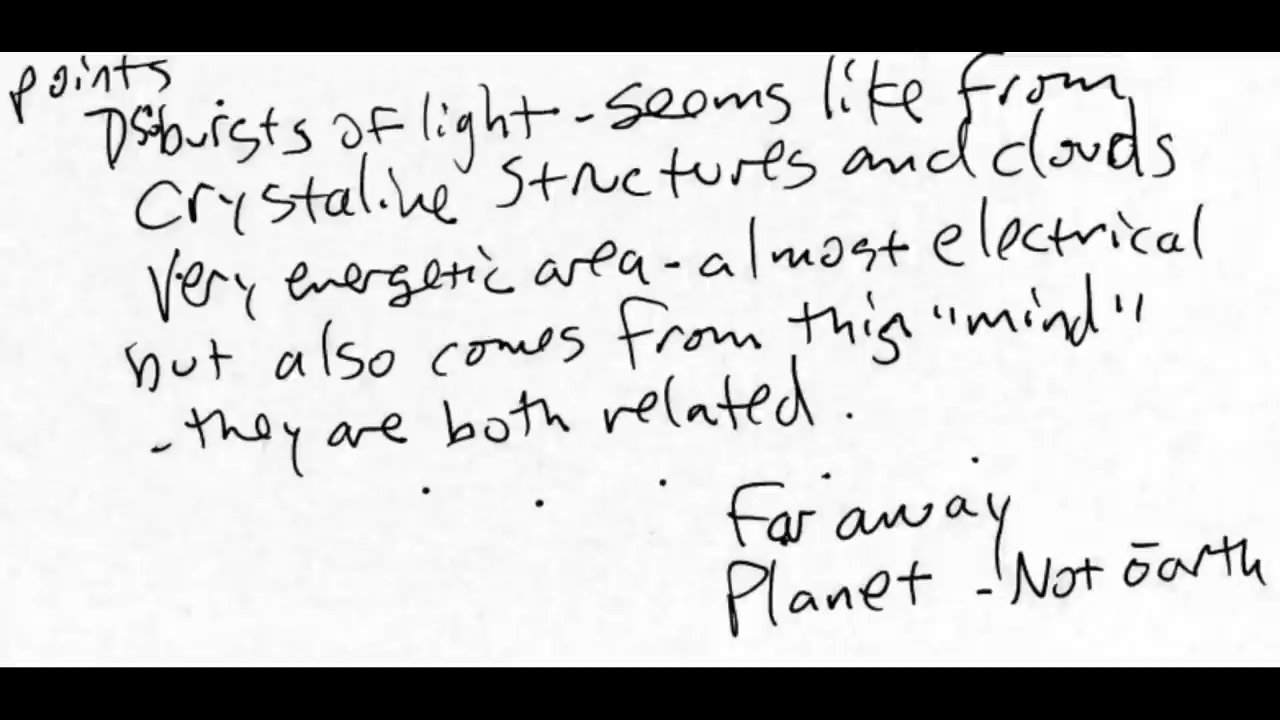 points
bursts of light - seems like from
Crystaline structures and clouds
Very energetic area - almost electrical
but also comes from this "mind"
- they are both related.
Far away
Planet - Not Earth